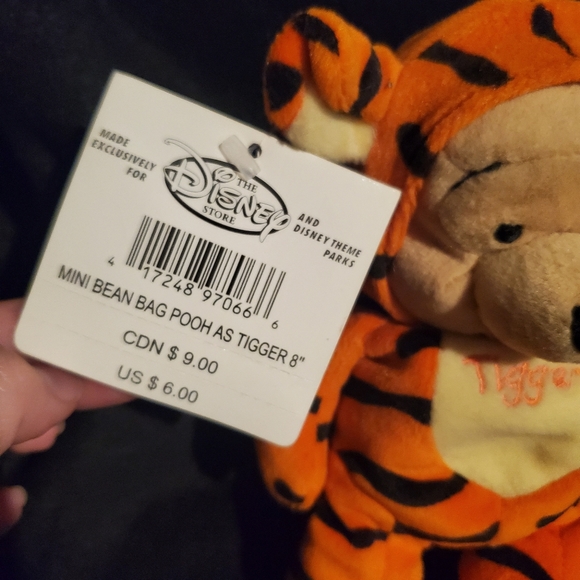 MADE
EXCLUSIVELY
FOR
THE
Disney
STORE
AND
DISNEY THEME
PARKS
4 17248 97066 6
MINI BEAN BAG POOH AS TIGGER 8"
CDN $ 9.00
US $ 6.00
Tigger